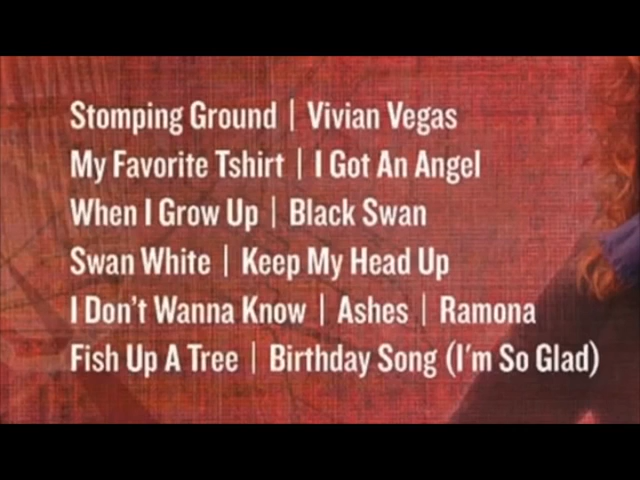 Stomping Ground | Vivian Vegas
My Favorite Tshirt | I Got An Angel
When I Grow Up | Black Swan
Swan White | Keep My Head Up
I Don't Wanna Know | Ashes | Ramona
Fish Up A Tree | Birthday Song (I'm So Glad)